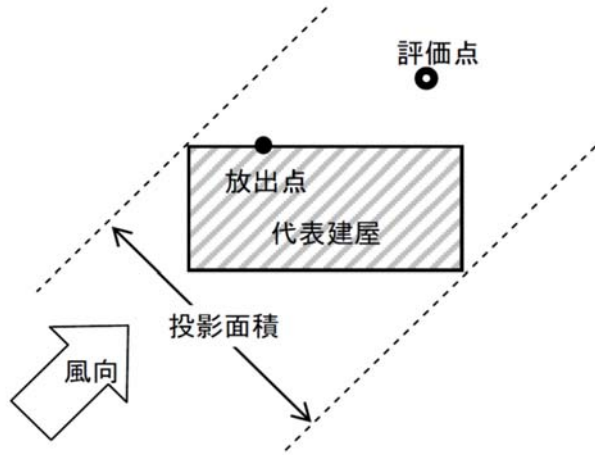 評価点
放出点
代表建屋
投影面積
風向